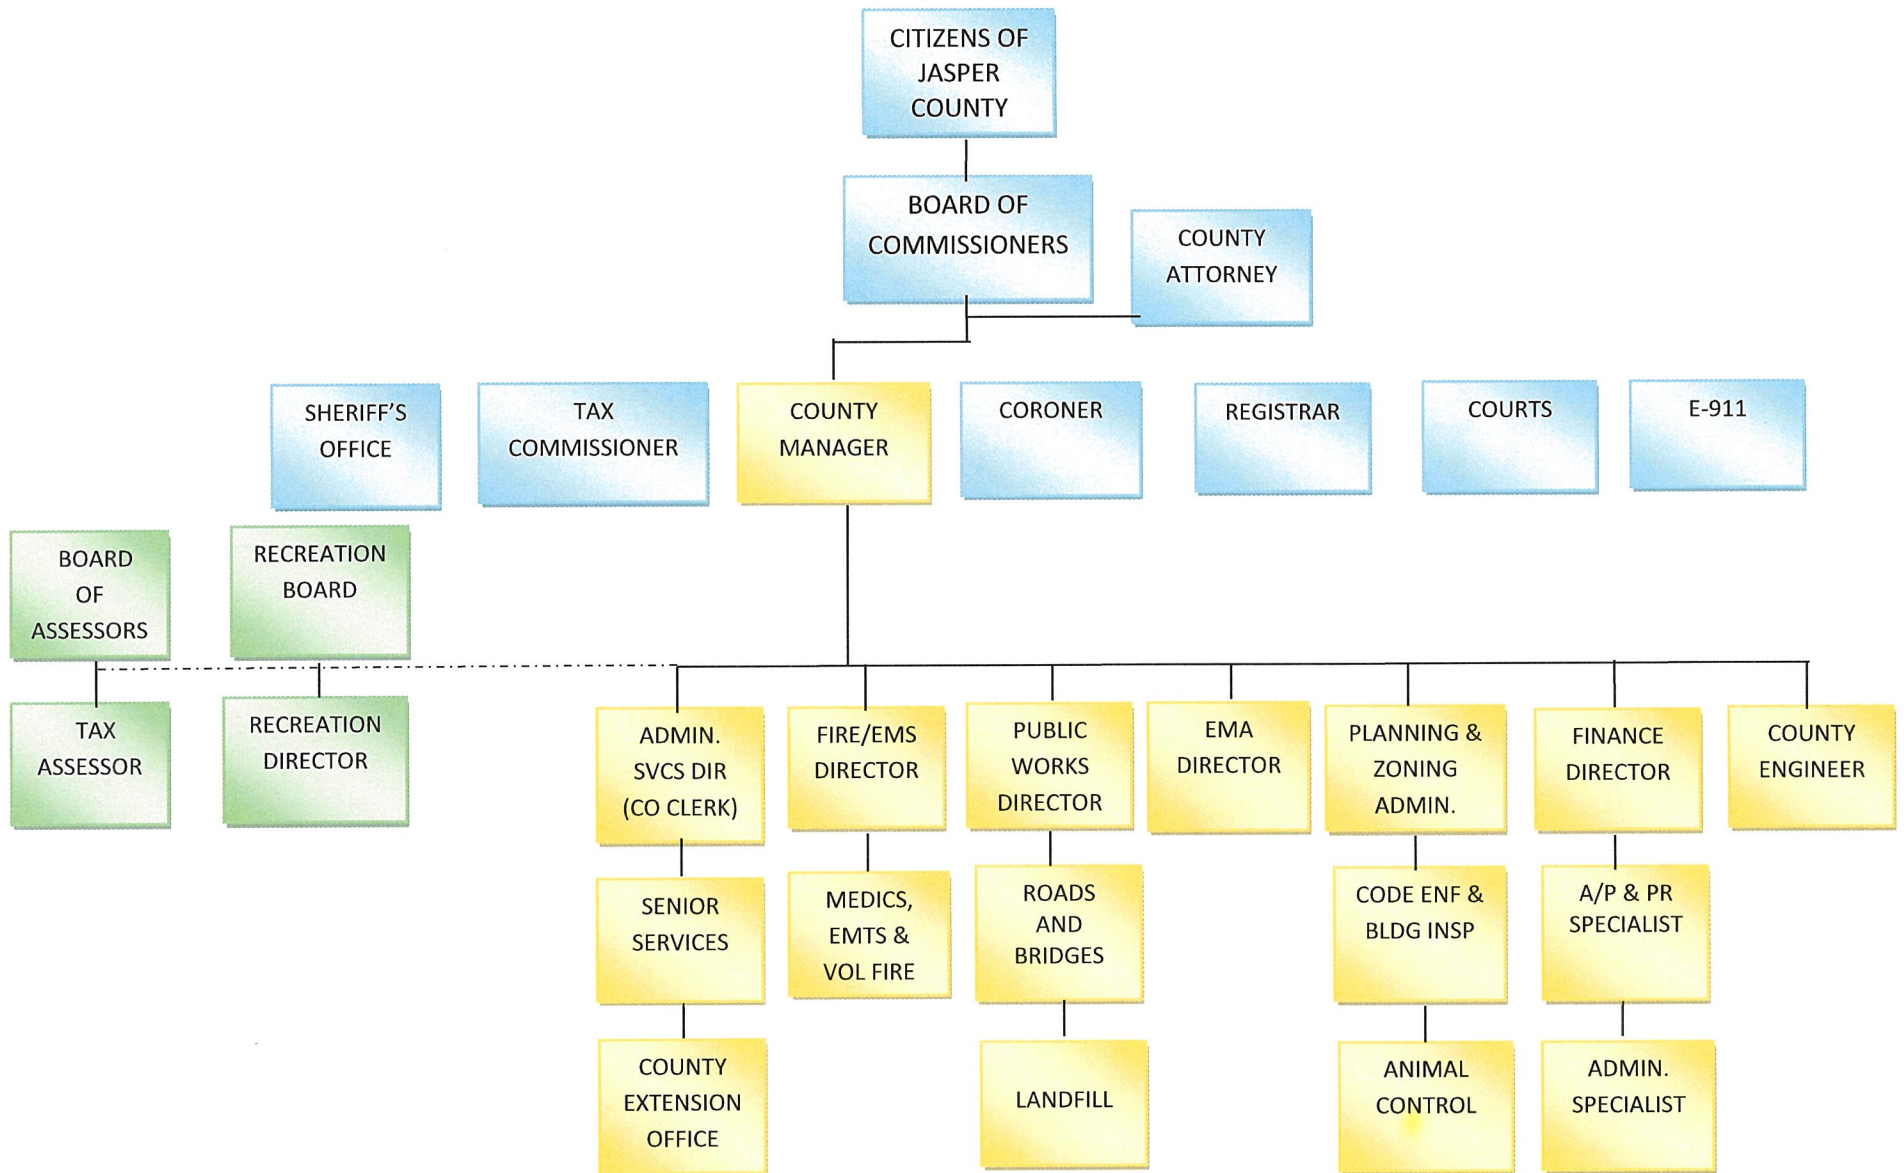 CITIZENS OF
JASPER
COUNTY
BOARD OF
COMMISSIONERS
COUNTY
ATTORNEY
SHERIFF'S
OFFICE
TAX
COMMISSIONER
COUNTY
MANAGER
CORONER
REGISTRAR
COURTS
E-911
BOARD
OF
ASSESSORS
RECREATION
BOARD
TAX
ASSESSOR
RECREATION
DIRECTOR
ADMIN.
SVCS DIR
(CO CLERK)
FIRE/EMS
DIRECTOR
PUBLIC
WORKS
DIRECTOR
EMA
DIRECTOR
PLANNING &
ZONING
ADMIN.
FINANCE
DIRECTOR
COUNTY
ENGINEER
SENIOR
SERVICES
MEDICS,
EMTS &
VOL FIRE
ROADS
AND
BRIDGES
CODE ENF &
BLDG INSP
A/P & PR
SPECIALIST
COUNTY
EXTENSION
OFFICE
LANDFILL
ANIMAL
CONTROL
ADMIN.
SPECIALIST